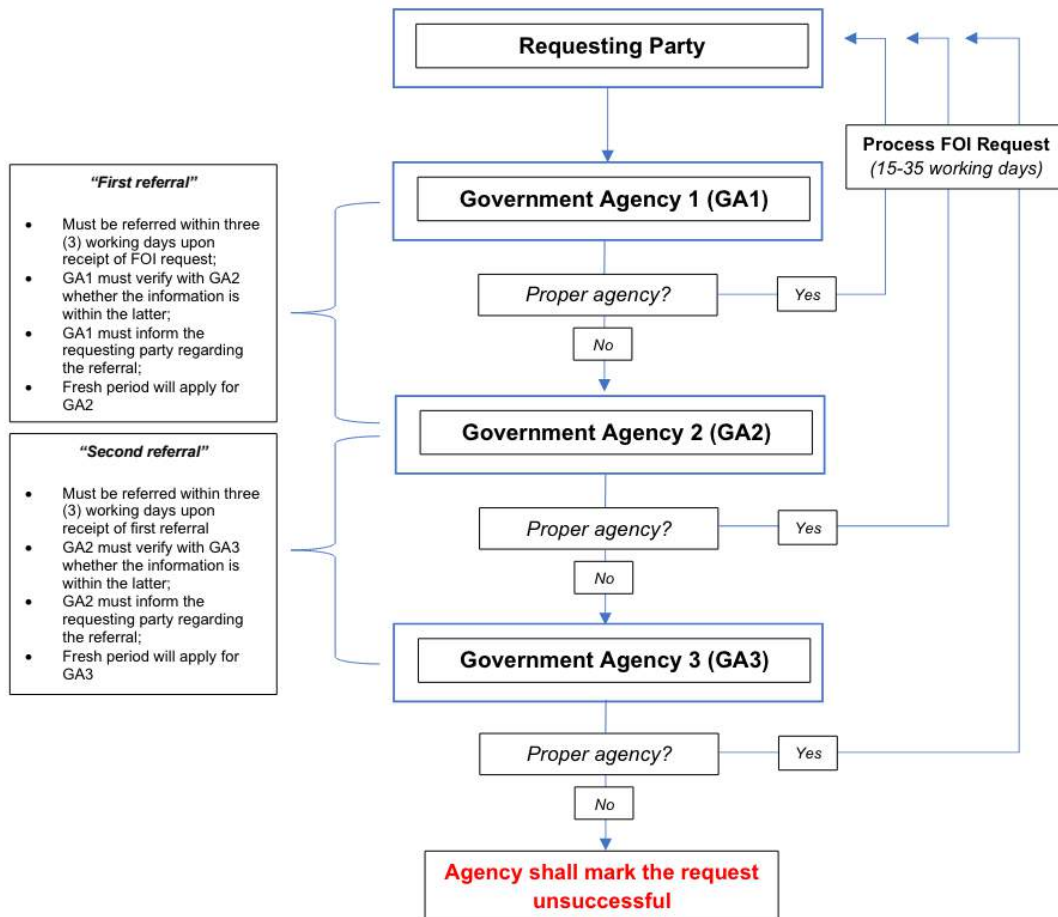 Requesting Party
Process FOI Request
(15-35 working days)
“First referral”
• Must be referred within three
(3) working days upon
receipt of FOI request;
• GA1 must verify with GA2
whether the information is
within the latter;
• GA1 must inform the
requesting party regarding
the referral;
• Fresh period will apply for
GA2
Government Agency 1 (GA1)
Proper agency?
Yes
No
Government Agency 2 (GA2)
“Second referral”
• Must be referred within three
(3) working days upon
receipt of first referral
• GA2 must verify with GA3
whether the information is
within the latter;
• GA2 must inform the
requesting party regarding
the referral;
• Fresh period will apply for
GA3
Proper agency?
Yes
No
Government Agency 3 (GA3)
Proper agency?
Yes
No
Agency shall mark the request
unsuccessful